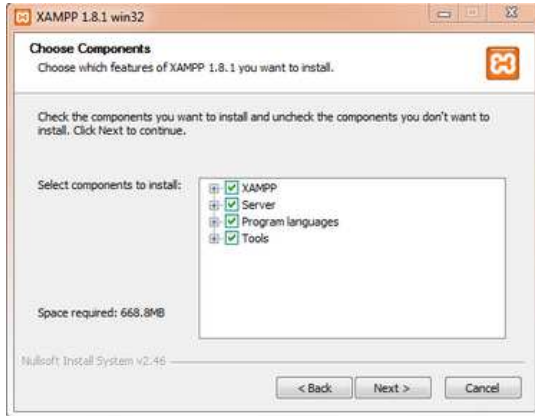 XAMPP 1.8.1 win32
Choose Components
Choose which features of XAMPP 1.8.1 you want to install.
Check the components you want to install and uncheck the components you don't want to
install. Click Next to continue.
Select components to install:
XAMPP
Server
Program languages
Tools
Space required: 668.8MB
Nullsoft Install System v2.46
< Back
Next >
Cancel